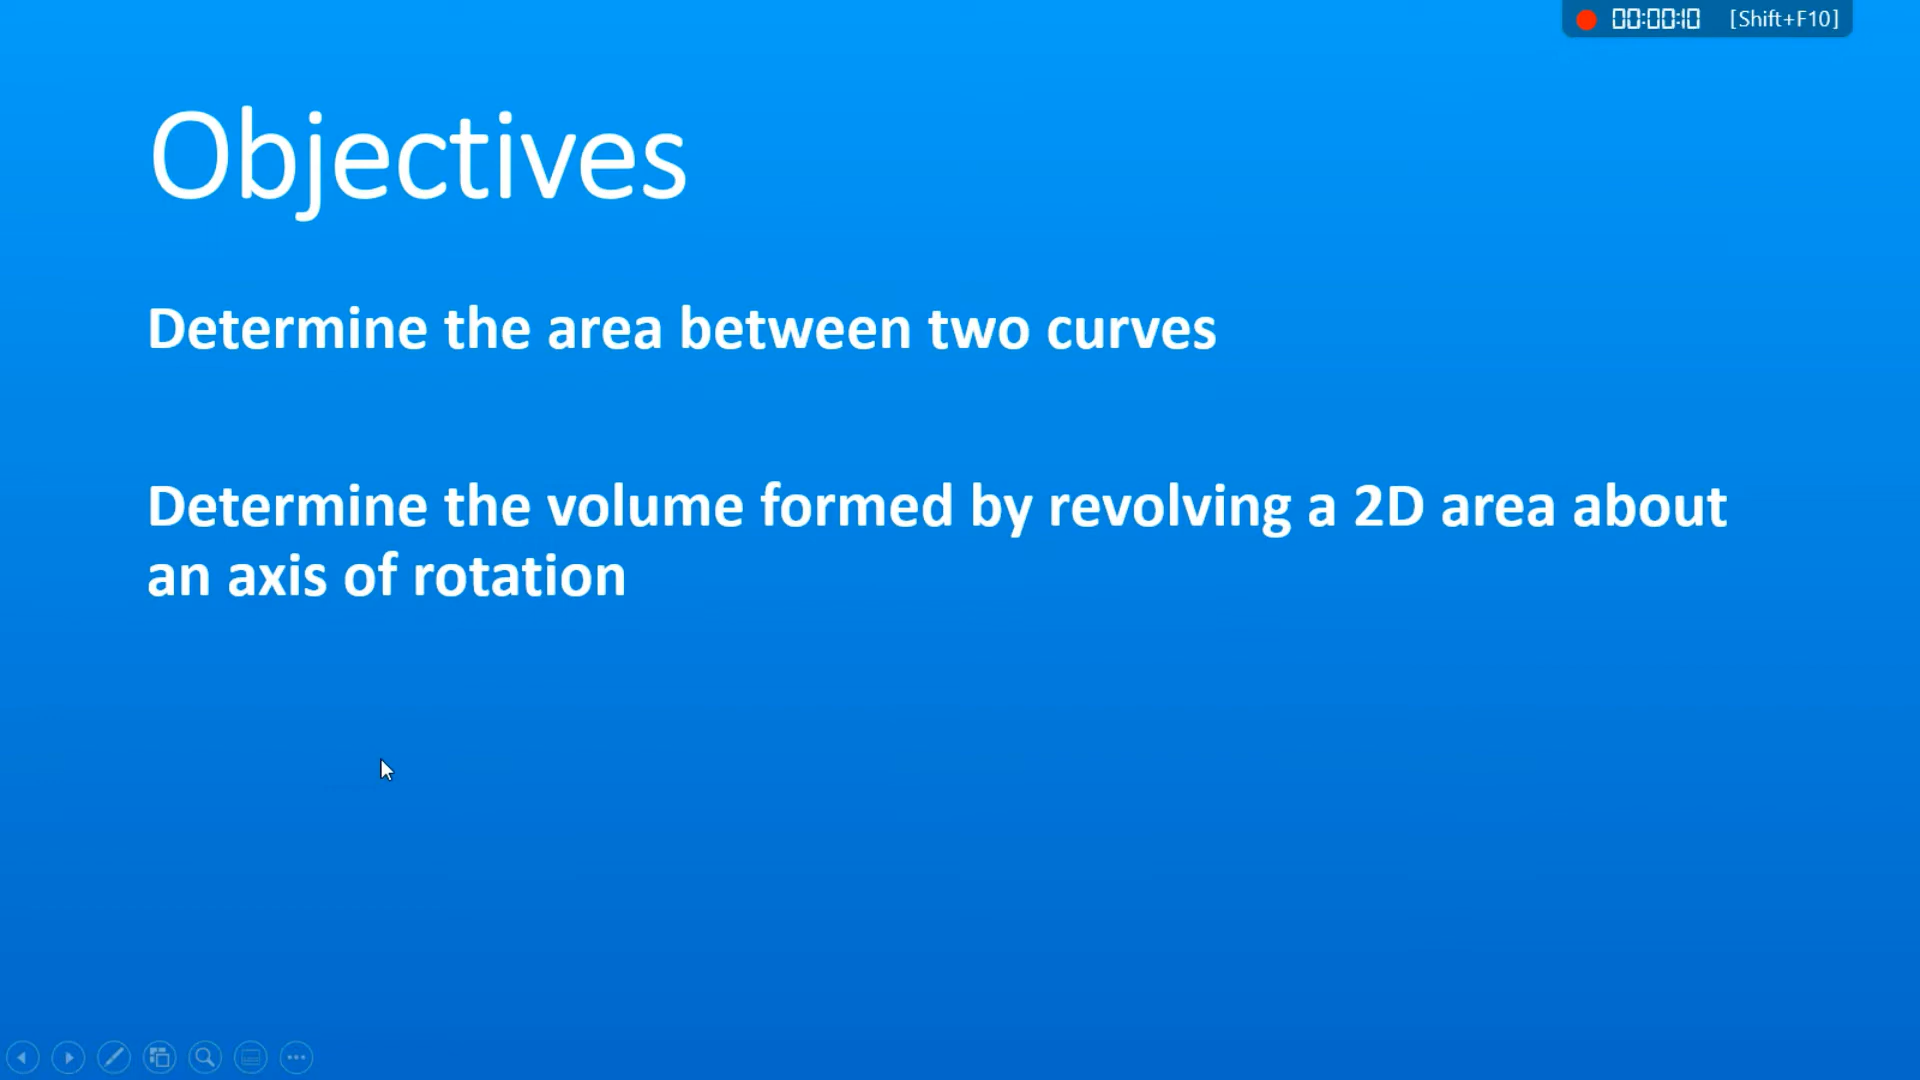 00:00:10 [Shift+F10]
Objectives
Determine the area between two curves
Determine the volume formed by revolving a 2D area about
an axis of rotation